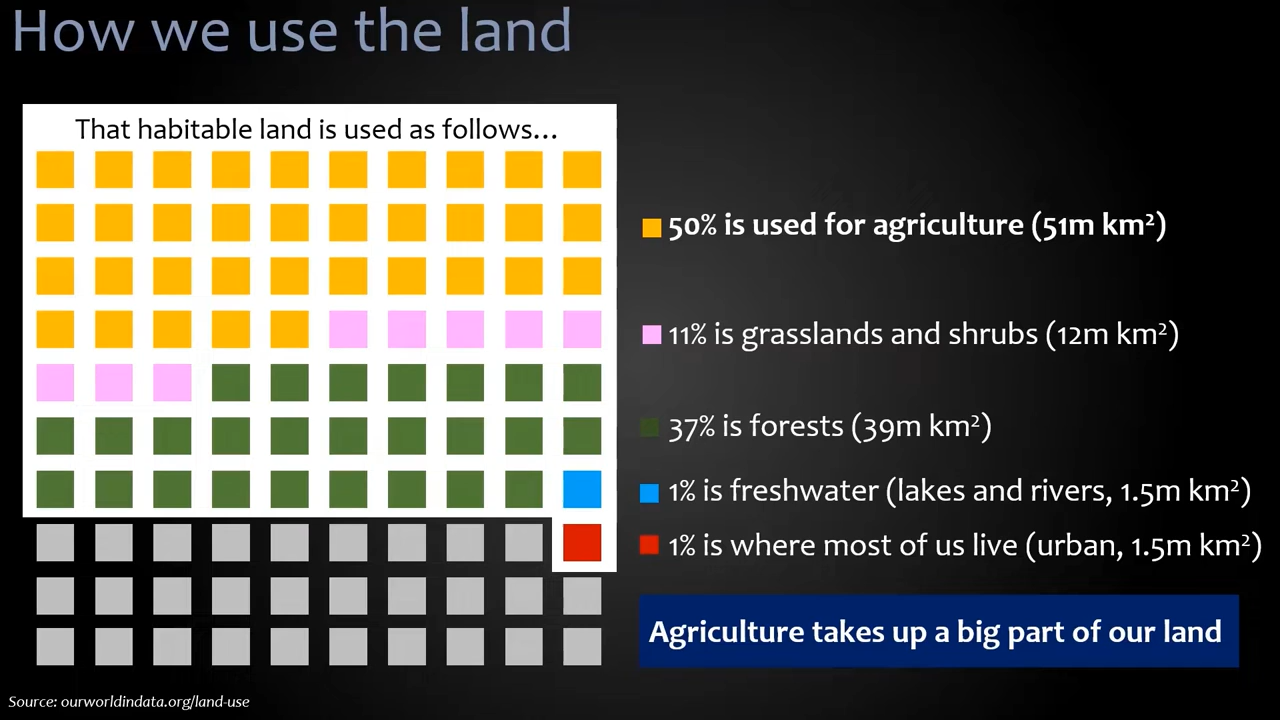 How we use the land
That habitable land is used as follows…
50% is used for agriculture (51m km²)
11% is grasslands and shrubs (12m km²)
37% is forests (39m km²)
1% is freshwater (lakes and rivers, 1.5m km²)
1% is where most of us live (urban, 1.5m km²)
Agriculture takes up a big part of our land
Source: ourworldindata.org/land-use